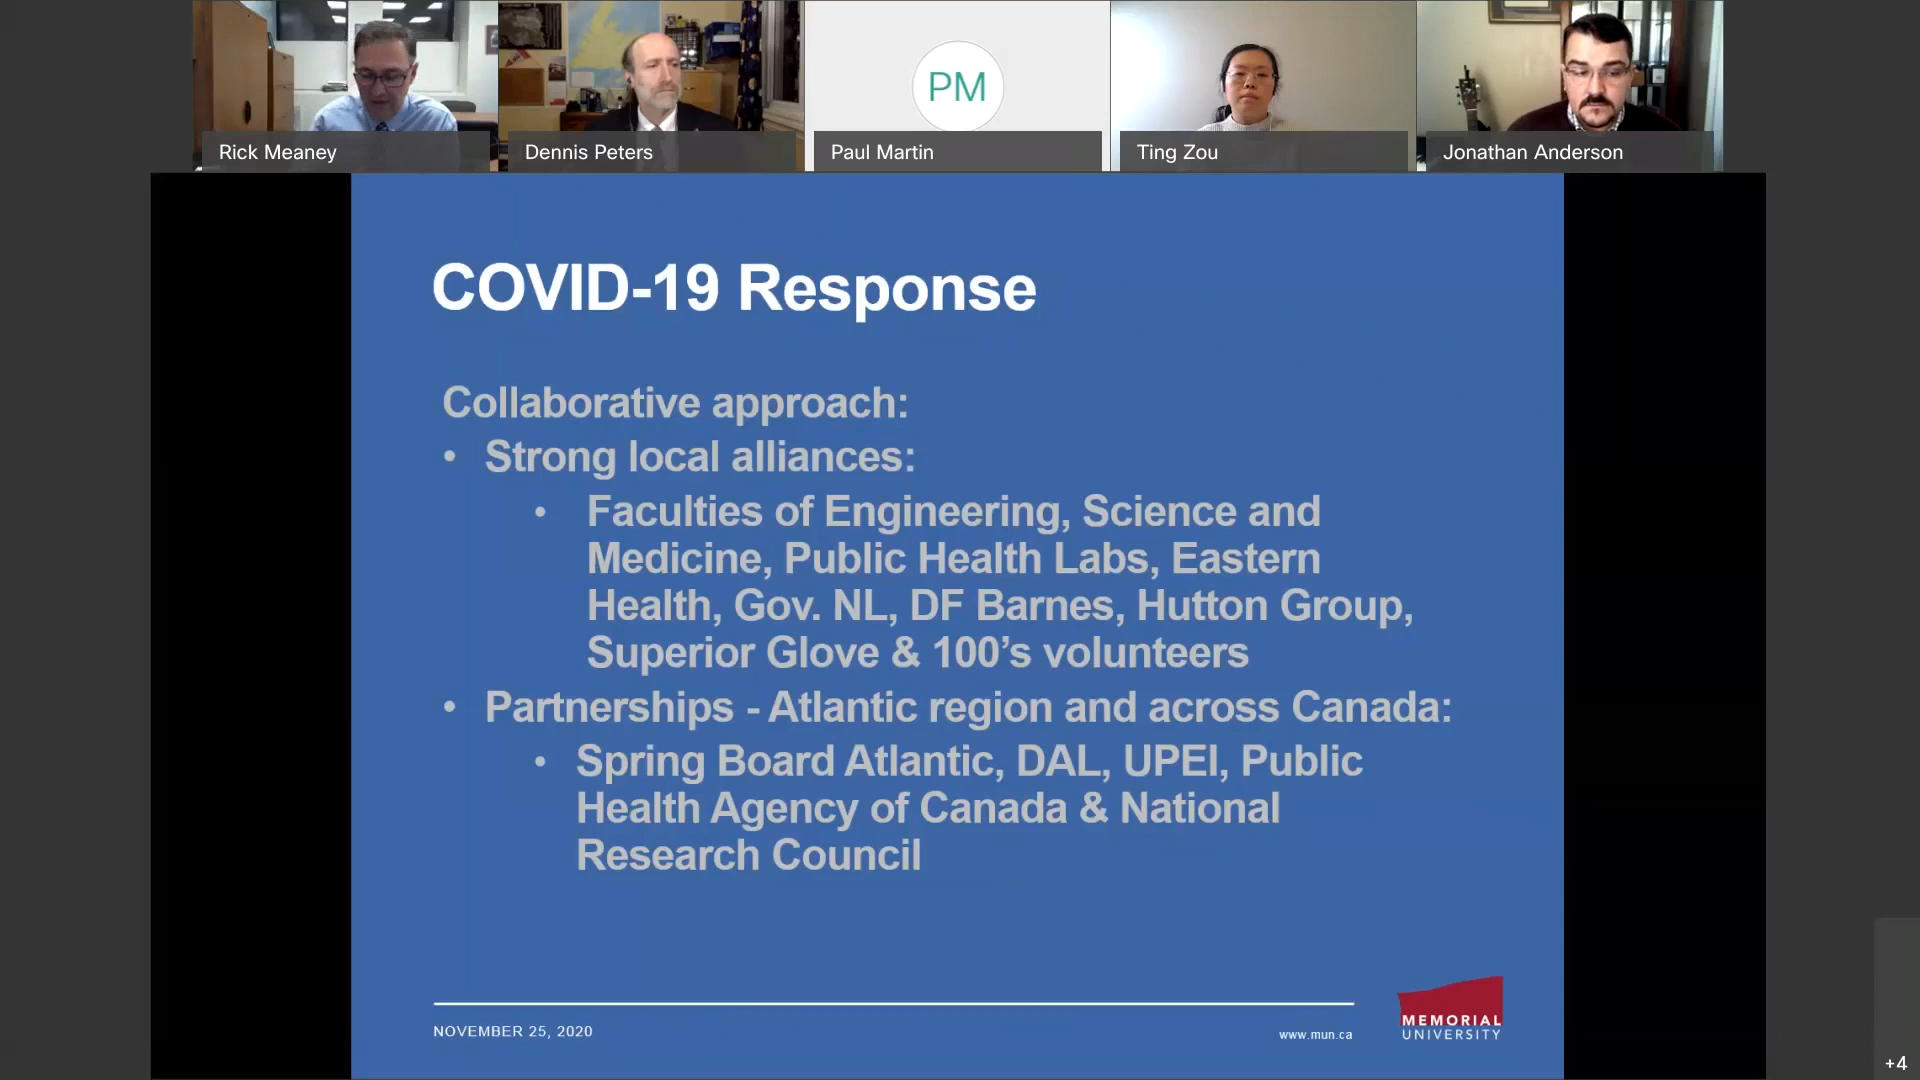 PM
Rick Meaney
Dennis Peters
Paul Martin
Ting Zou
Jonathan Anderson
COVID-19 Response
Collaborative approach:
• Strong local alliances:
• Faculties of Engineering, Science and
Medicine, Public Health Labs, Eastern
Health, Gov. NL, DF Barnes, Hutton Group,
Superior Glove & 100’s volunteers
• Partnerships - Atlantic region and across Canada:
• Spring Board Atlantic, DAL, UPEI, Public
Health Agency of Canada & National
Research Council
NOVEMBER 25, 2020
www.mun.ca
MEMORIAL
UNIVERSITY
+4